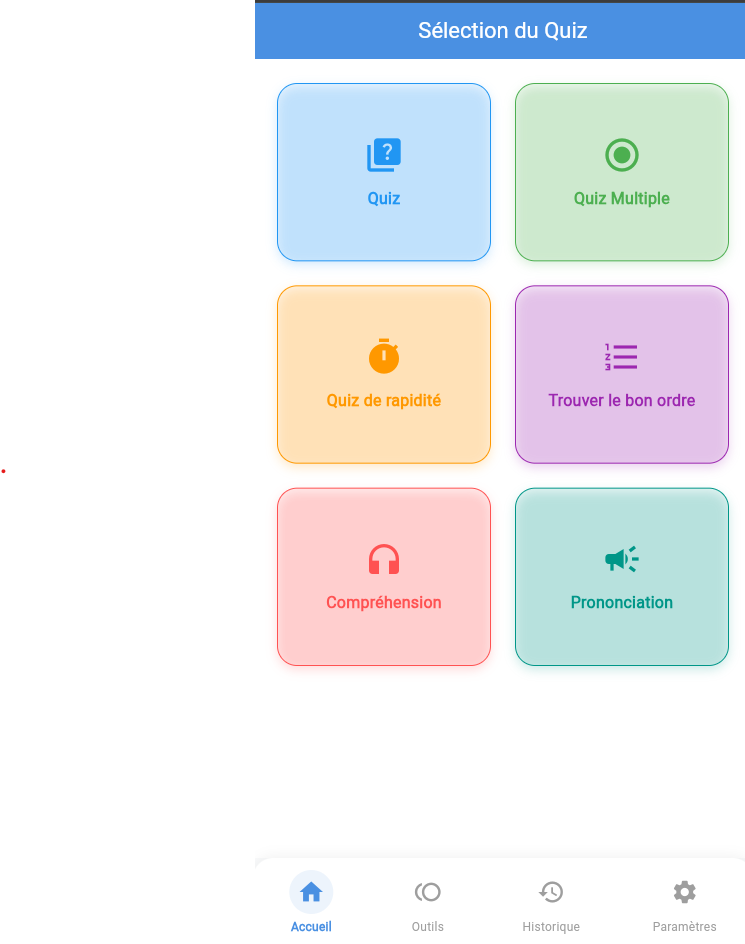 Sélection du Quiz
Quiz
Quiz Multiple
Quiz de rapidité
Trouver le bon ordre
Compréhension
Prononciation
Accueil
Outils
Historique
Paramètres